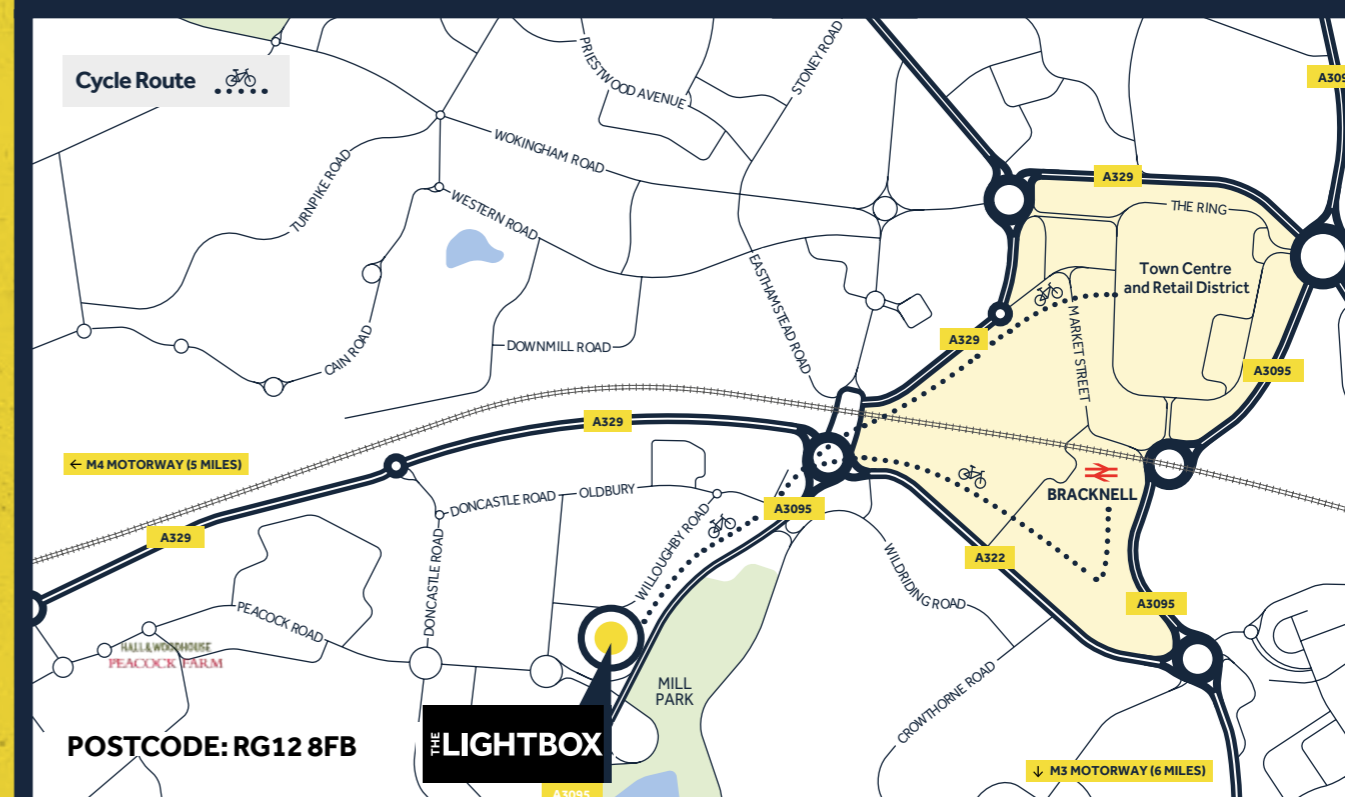 Cycle Route
PRIESTWOOD AVENUE
STONEY ROAD
A309
WOKINGHAM ROAD
TURNPIKE ROAD
WESTERN ROAD
A329
THE RING
Town Centre
and Retail District
EASTHAMSTEAD ROAD
MARKET STREET
CAIN ROAD
DOWNMILL ROAD
A329
A3095
A329
← M4 MOTORWAY (5 MILES)
BRACKNELL
DONCASTLE ROAD
OLDBURY
A3095
A329
WILLOUGHBY ROAD
DONCASTLE ROAD
A322
WILDRIDING ROAD
A3095
PEACOCK ROAD
HALL & WOODHOUSE
PEACOCK FARM
MILL
PARK
CROWTHORNE ROAD
POSTCODE: RG12 8FB
THE LIGHTBOX
↓ M3 MOTORWAY (6 MILES)
A3095